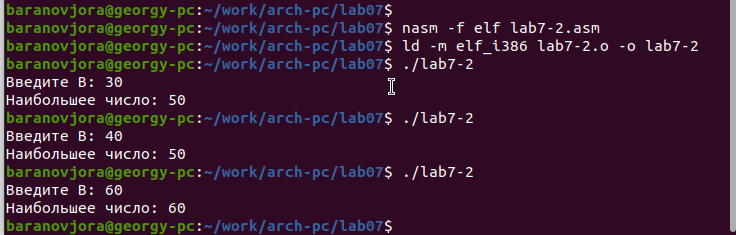 baranovjora@georgy-pc:~/work/arch-pc/lab07$
baranovjora@georgy-pc:~/work/arch-pc/lab07$ nasm -f elf lab7-2.asm
baranovjora@georgy-pc:~/work/arch-pc/lab07$ ld -m elf_i386 lab7-2.o -o lab7-2
baranovjora@georgy-pc:~/work/arch-pc/lab07$ ./lab7-2
Введите B: 30
Наибольшее число: 50
baranovjora@georgy-pc:~/work/arch-pc/lab07$ ./lab7-2
Введите B: 40
Наибольшее число: 50
baranovjora@georgy-pc:~/work/arch-pc/lab07$ ./lab7-2
Введите B: 60
Наибольшее число: 60
baranovjora@georgy-pc:~/work/arch-pc/lab07$